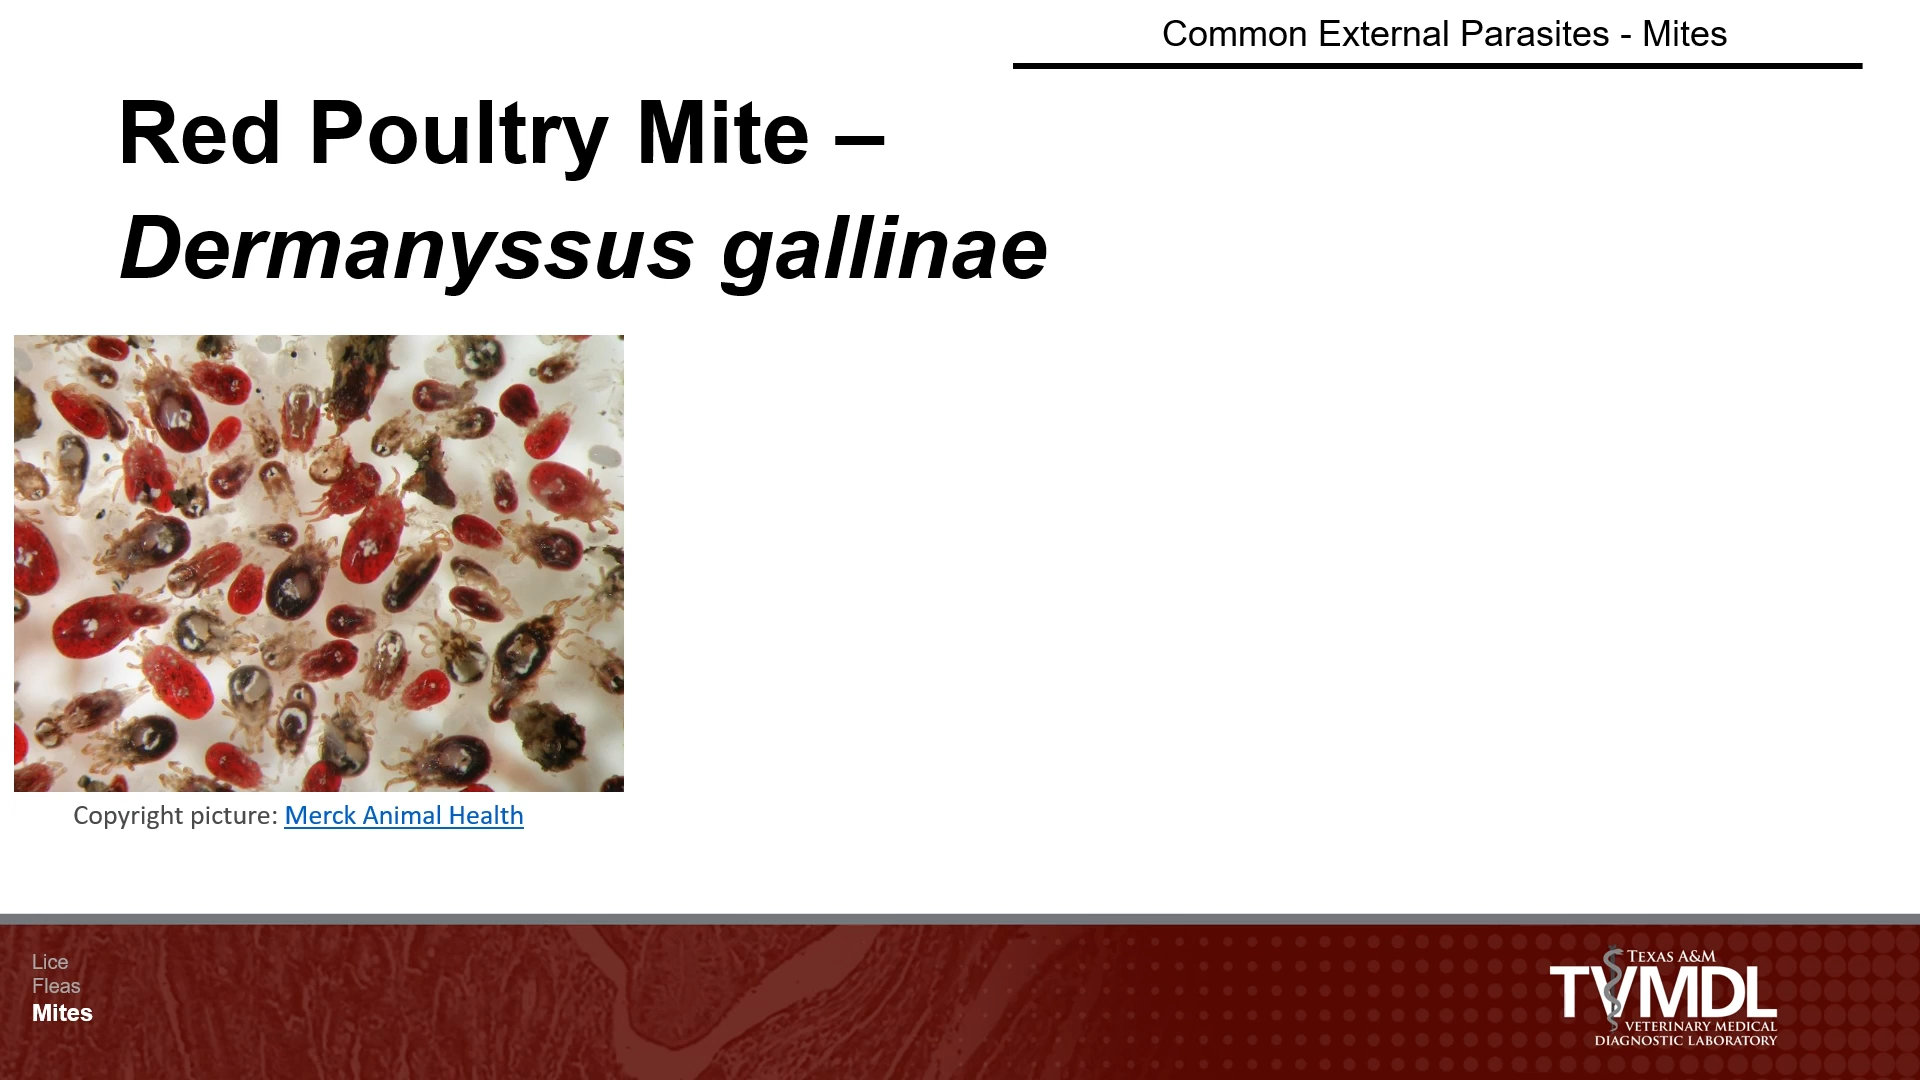 Common External Parasites - Mites
Red Poultry Mite –
Dermanyssus gallinae
Copyright picture: Merck Animal Health
Lice
Fleas
Mites
TEXAS A&M
TVMDL
VETERINARY MEDICAL
DIAGNOSTIC LABORATORY